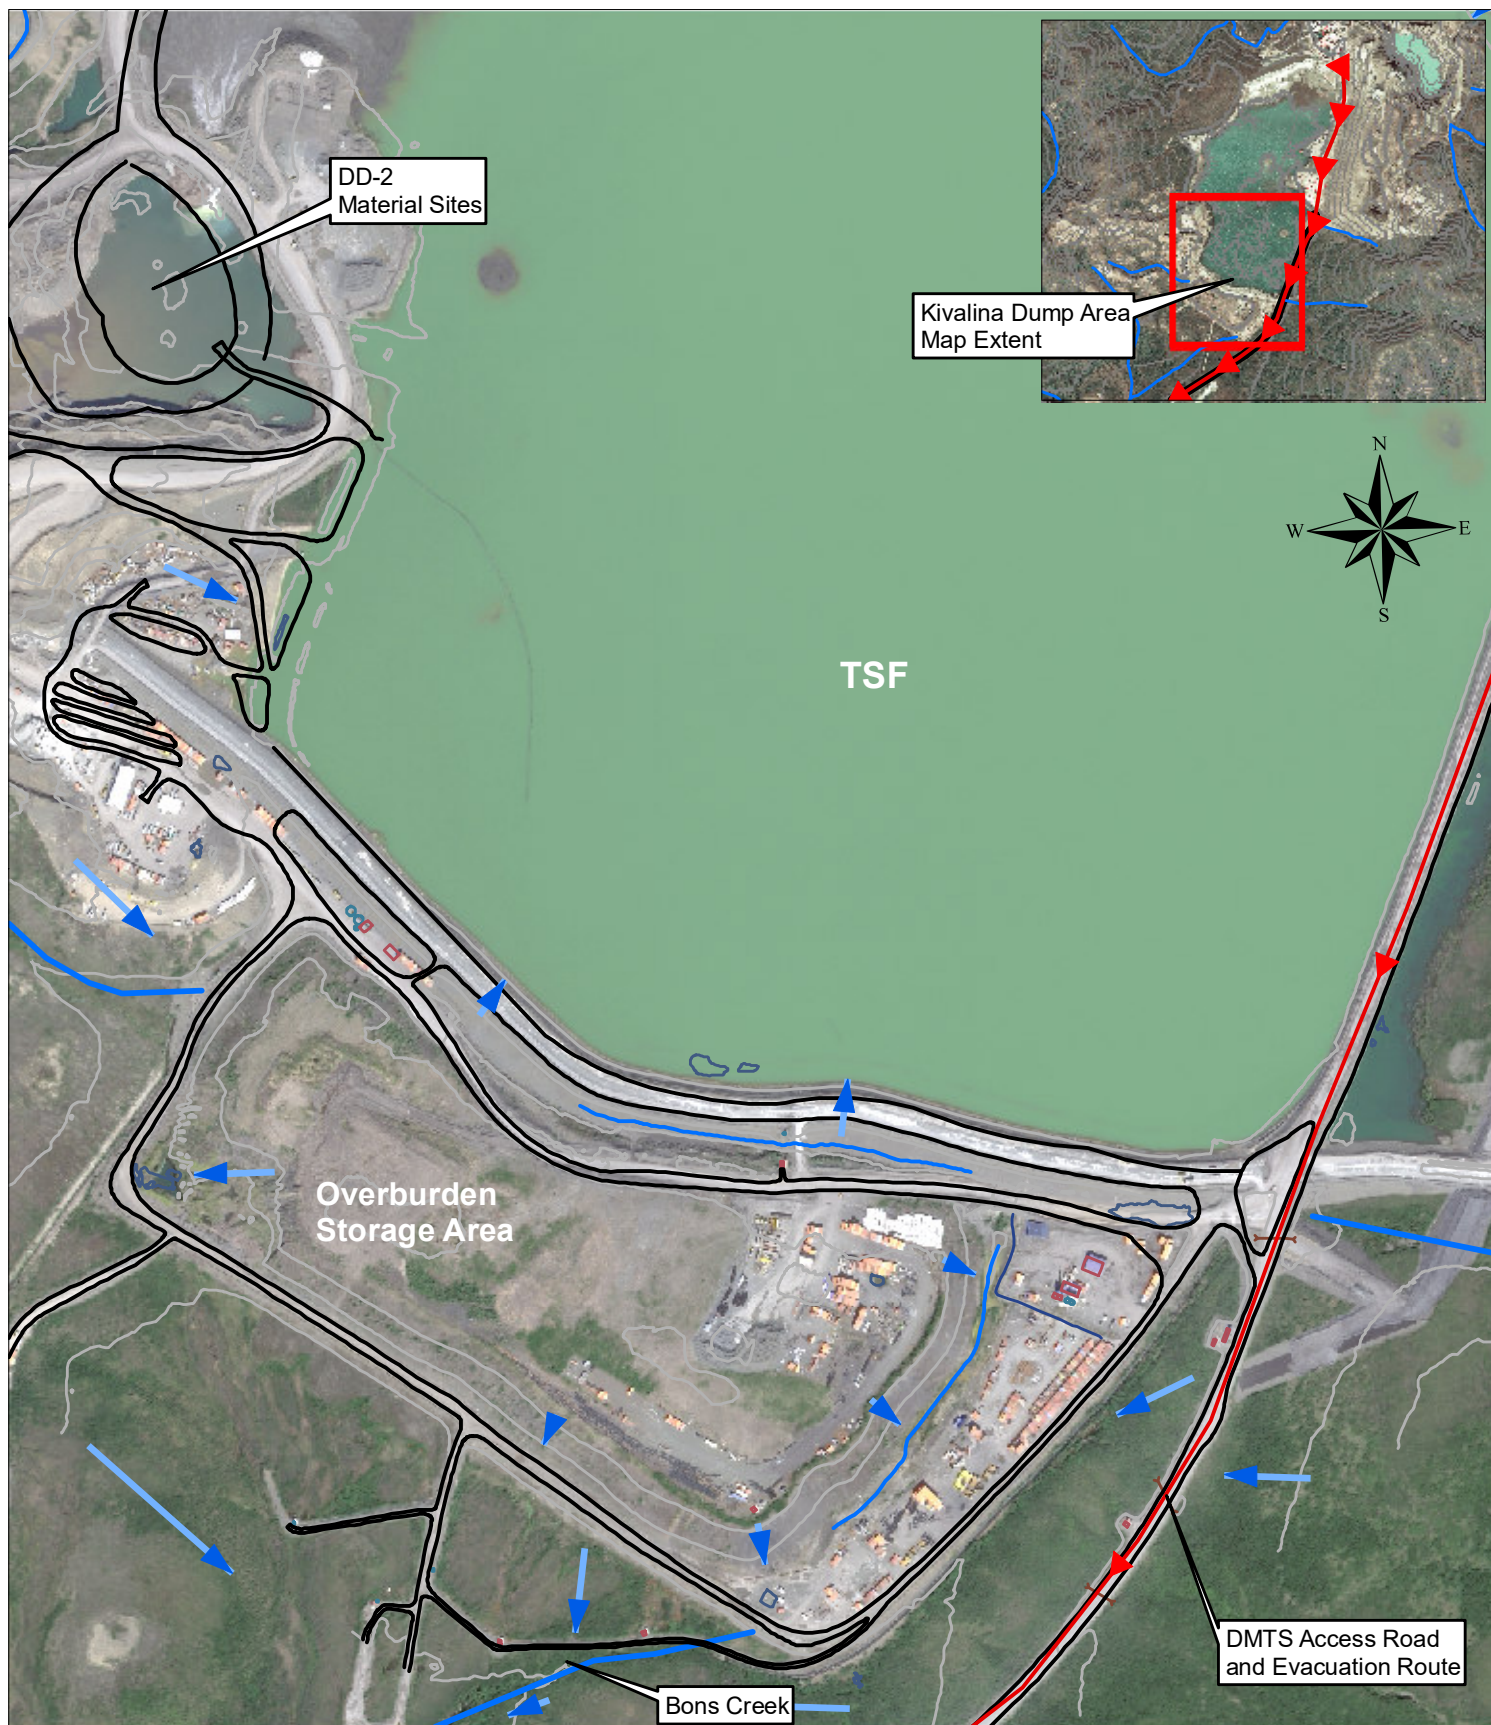 DD-2
Material Sites
Kivalina Dump Area
Map Extent
N
W
E
S
TSF
Overburden
Storage Area
DMTS Access Road
and Evacuation Route
Bons Creek